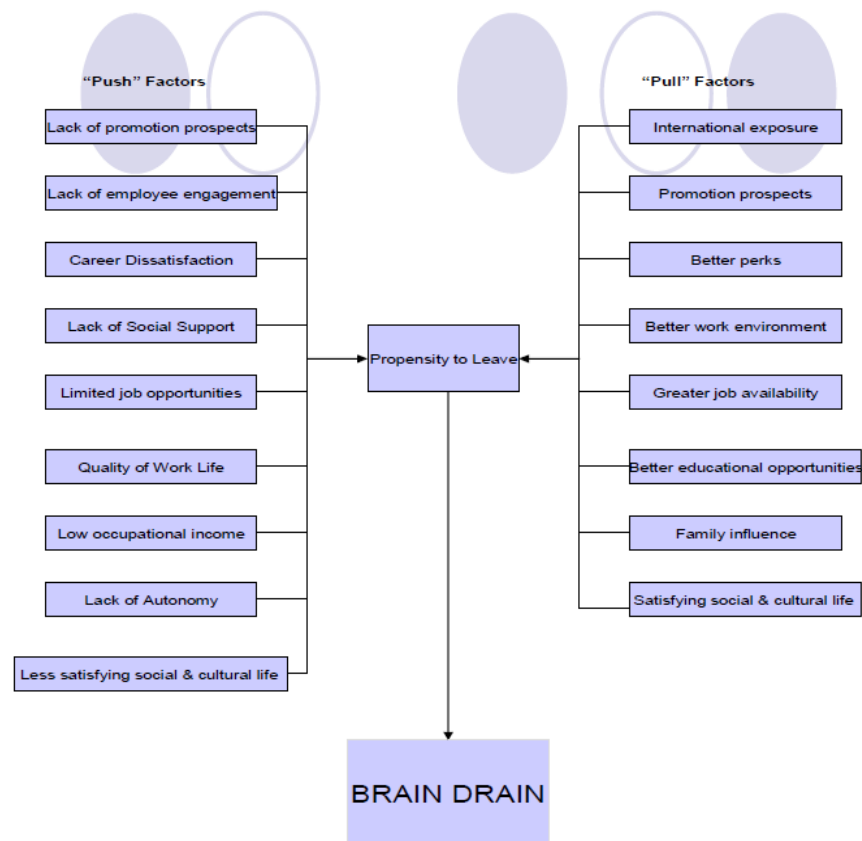 “Push” Factors
Lack of promotion prospects
Lack of employee engagement
Career Dissatisfaction
Lack of Social Support
Limited job opportunities
Quality of Work Life
Low occupational income
Lack of Autonomy
Less satisfying social & cultural life
Propensity to Leave
“Pull” Factors
International exposure
Promotion prospects
Better perks
Better work environment
Greater job availability
Better educational opportunities
Family influence
Satisfying social & cultural life
BRAIN DRAIN